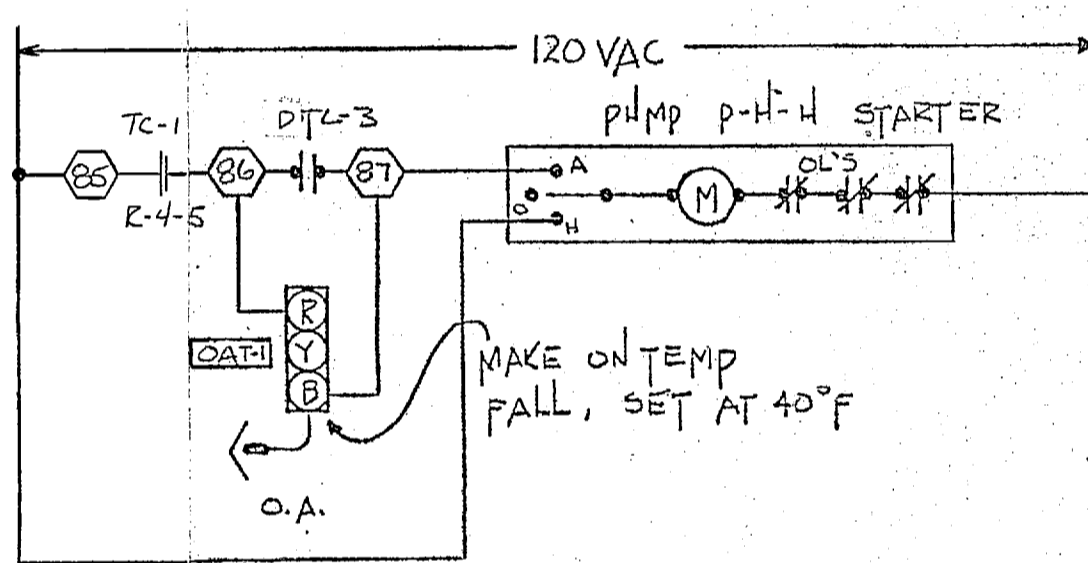 120 VAC
PUMP P-H-H STARTER
TC-1
DTC-3
85
86
87
A
O
H
M
OL'S
R-4-5
R
Y
B
OAT-1
MAKE ON TEMP
FALL, SET AT 40°F
O.A.